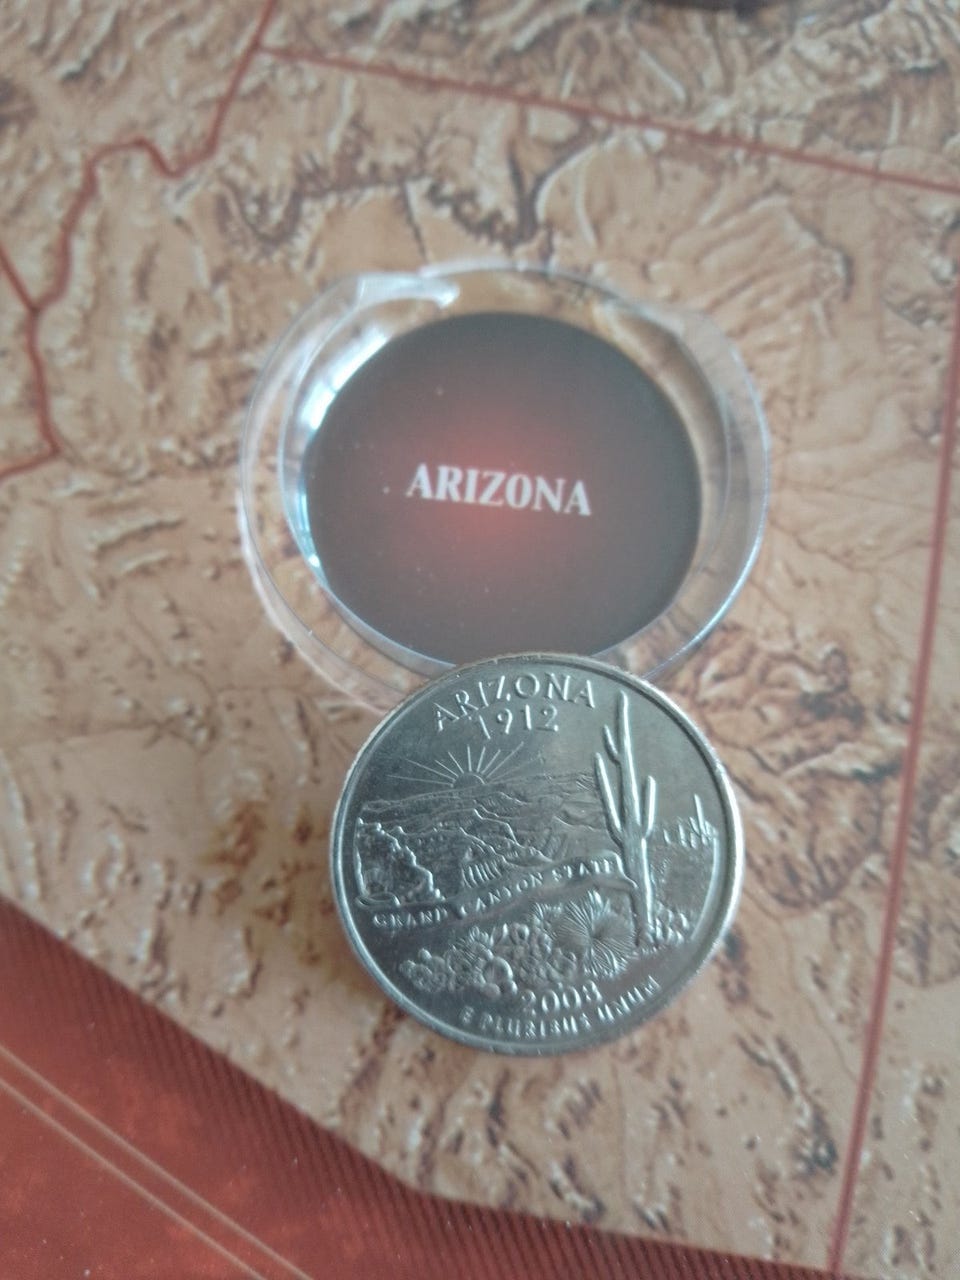 ARIZONA
ARIZONA
1912
GRAND CANYON STATE
2008
E PLURIBUS UNUM